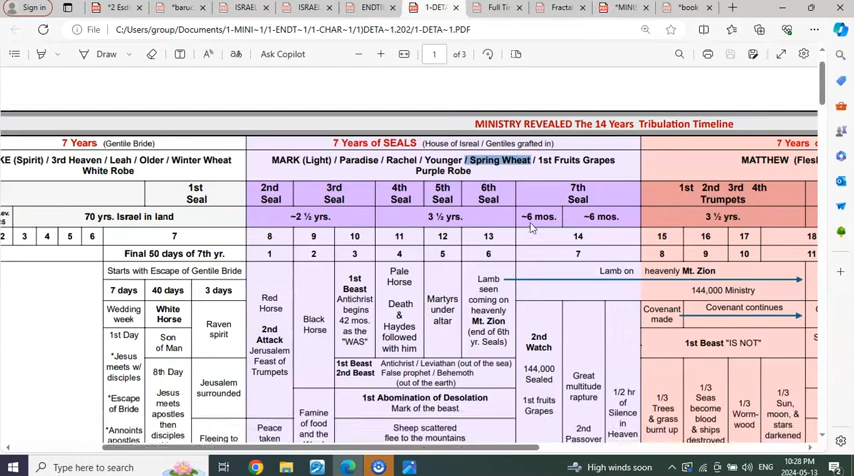 Sign in
*2 Esd
*baruc
ISRAEL
ISRAEL
ENDTI
1-DETA
Full Tir
Fractal
*MINIS
*book
File | C:/Users/group/Documents/1-MINI~1/1-ENDT~1/1-CHAR~1/1)DETA~1.202/1-DETA~1.PDF
Draw
Ask Copilot
1 of 3
MINISTRY REVEALED The 14 Years Tribulation Timeline
7 Years (Gentile Bride)
7 Years of SEALS (House of Isreal / Gentiles grafted in)
7 Years
KE (Spirit) / 3rd Heaven / Leah / Older / Winter Wheat
White Robe
MARK (Light) / Paradise / Rachel / Younger / Spring Wheat / 1st Fruits Grapes
Purple Robe
MATTHEW (Flesh
1st Seal
2nd Seal
3rd Seal
4th Seal
5th Seal
6th Seal
7th Seal
1st 2nd 3rd 4th
Trumpets
70 yrs. Israel in land
~2 ½ yrs.
3 ½ yrs.
~6 mos.
~6 mos.
3 ½ yrs.
2 3 4 5 6 7 8 9 10 11 12 13 14 15 16 17 18
Final 50 days of 7th yr.
1 2 3 4 5 6 7 8 9 10 11
Starts with Escape of Gentile Bride
7 days
40 days
3 days
Wedding week
1st Day
*Jesus meets w/ disciples
*Escape of Bride
*Annoints apostles
White Horse
Son of Man
8th Day
Jesus meets apostles then disciples
Raven spirit
Jerusalem surrounded
Fleeing to
Red Horse
2nd Attack
Jerusalem Feast of Trumpets
Peace taken
Black Horse
Famine of food and the
1st Beast
Antichrist begins 42 mos. as the "WAS"
Pale Horse
Death & Haydes followed with him
Martyrs under altar
Lamb seen coming on heavenly Mt. Zion (end of 6th yr. Seals)
1st Beast Antichrist / Leviathan (out of the sea)
2nd Beast False prophet / Behemoth
(out of the earth)
1st Abomination of Desolation
Mark of the beast
Sheep scattered
flee to the mountains
Lamb on heavenly Mt. Zion
144,000 Ministry
2nd Watch
144,000 Sealed
1st fruits Grapes
Great multitude rapture
2nd Passover
1/2 hr of Silence in Heaven
Covenant made
Covenant continues
1st Beast "IS NOT"
1/3 Trees & grass burnt up
1/3 Seas become blood & ships destroyed
1/3 Worm-wood
1/3 Sun, moon, & stars darkened
Type here to search
High winds soon
10:28 PM
2024-05-13